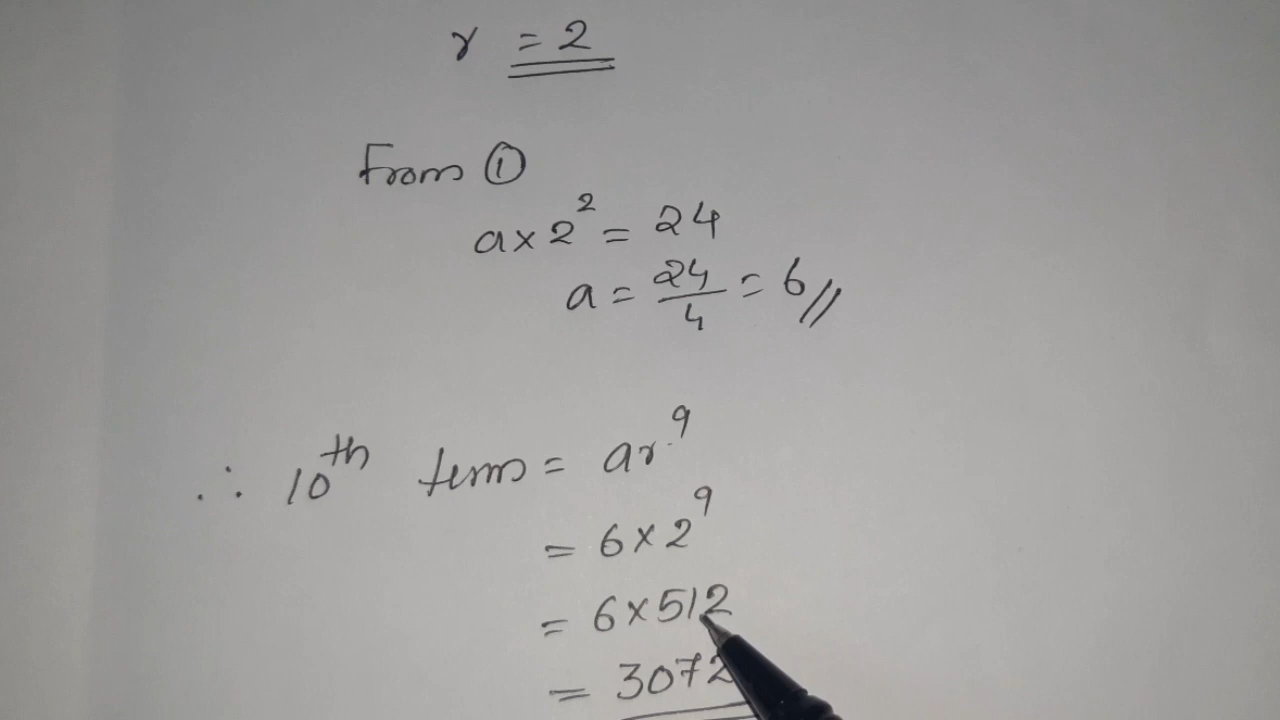 r = 2
From ①
a × 2² = 24
a = 24/4 = 6 //
∴ 10th term = ar⁹
= 6 × 2⁹
= 6 × 512
= 3072